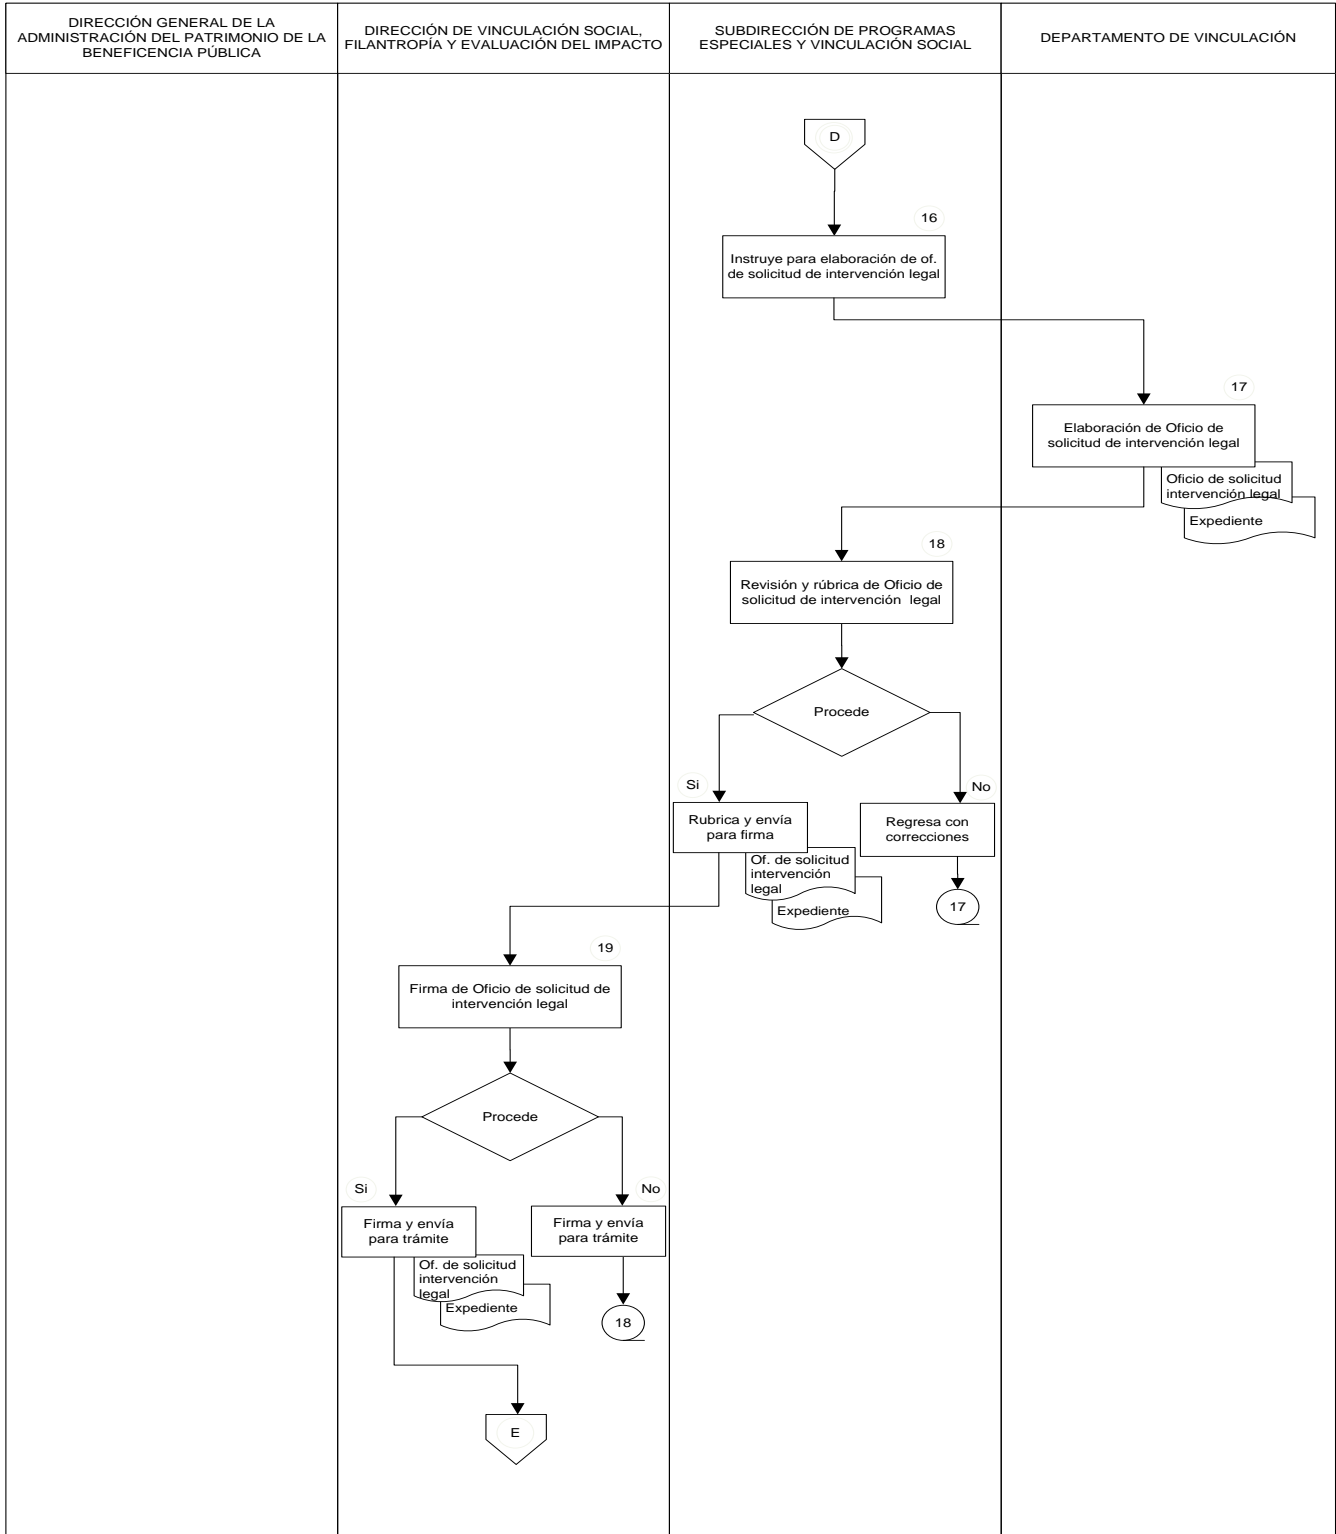 DIRECCIÓN GENERAL DE LA
ADMINISTRACIÓN DEL PATRIMONIO DE LA
BENEFICENCIA PÚBLICA
DIRECCIÓN DE VINCULACIÓN SOCIAL,
FILANTROPÍA Y EVALUACIÓN DEL IMPACTO
SUBDIRECCIÓN DE PROGRAMAS
ESPECIALES Y VINCULACIÓN SOCIAL
DEPARTAMENTO DE VINCULACIÓN
D
16
Instruye para elaboración de of.
de solicitud de intervención legal
17
Elaboración de Oficio de
solicitud de intervención legal
Oficio de solicitud
intervención legal
Expediente
18
Revisión y rúbrica de Oficio de
solicitud de intervención  legal
Procede
Si
No
Rubrica y envía
para firma
Regresa con
correcciones
Of. de solicitud
intervención
legal
Expediente
17
19
Firma de Oficio de solicitud de
intervención legal
Procede
Si
No
Firma y envía
para trámite
Firma y envía
para trámite
Of. de solicitud
intervención
legal
Expediente
18
E